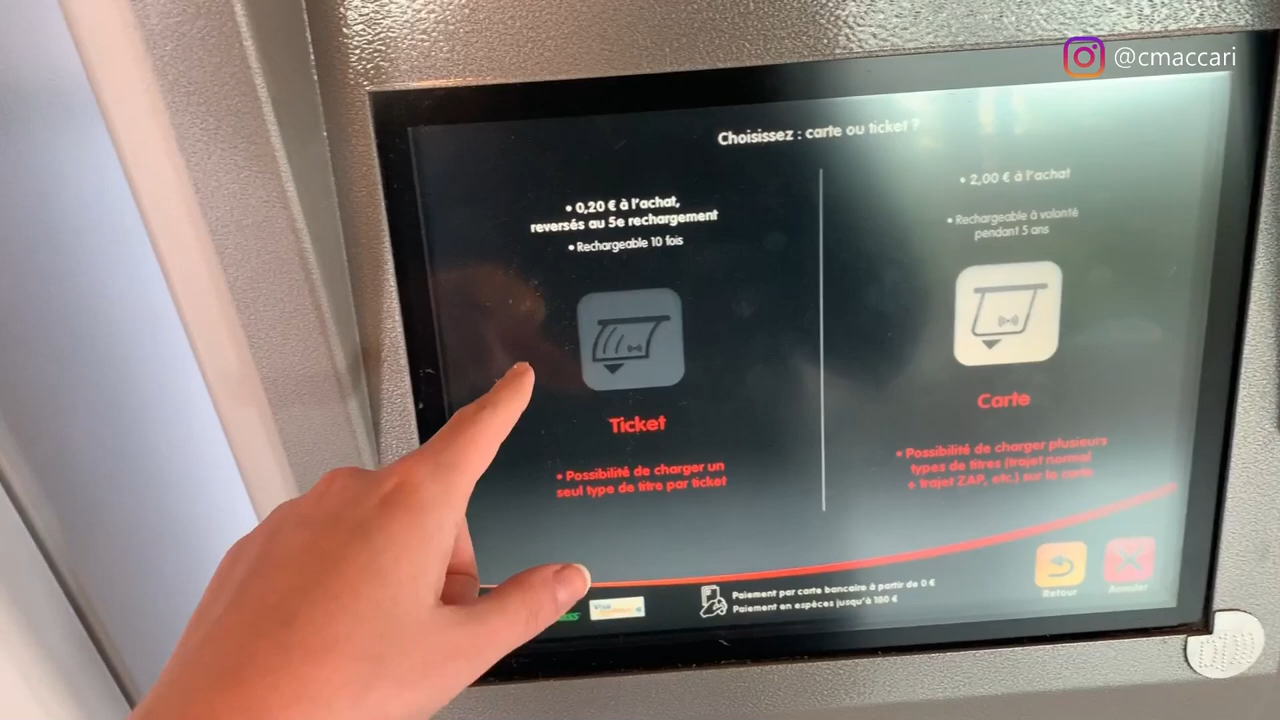 @cmaccari
Choisissez : carte ou ticket ?
• 0,20 € à l'achat,
reversés au 5e rechargement
• Rechargeable 10 fois
Ticket
• Possibilité de charger un
seul type de titre par ticket
• 2,00 € à l'achat
• Rechargeable à volonté
pendant 5 ans
Carte
• Possibilité de charger plusieurs
types de titres (trajet normal
+ trajet ZAP, etc.) sur la carte
Visa
Paiement par carte bancaire à partir de 0 €
Paiement en espèces jusqu'à 180 €
Retour
Annuler